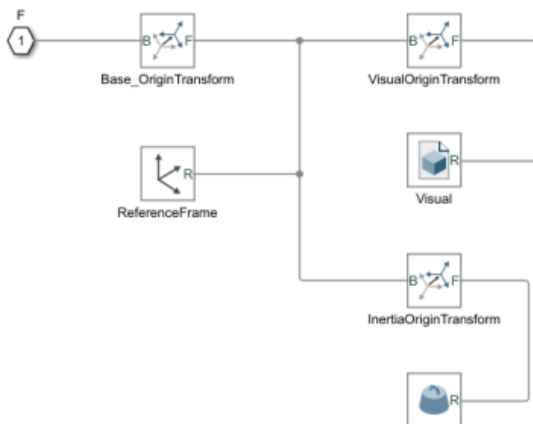 F
1
B F
Base_OriginTransform
B F
VisualOriginTransform
R
ReferenceFrame
R
Visual
B F
InertiaOriginTransform
R